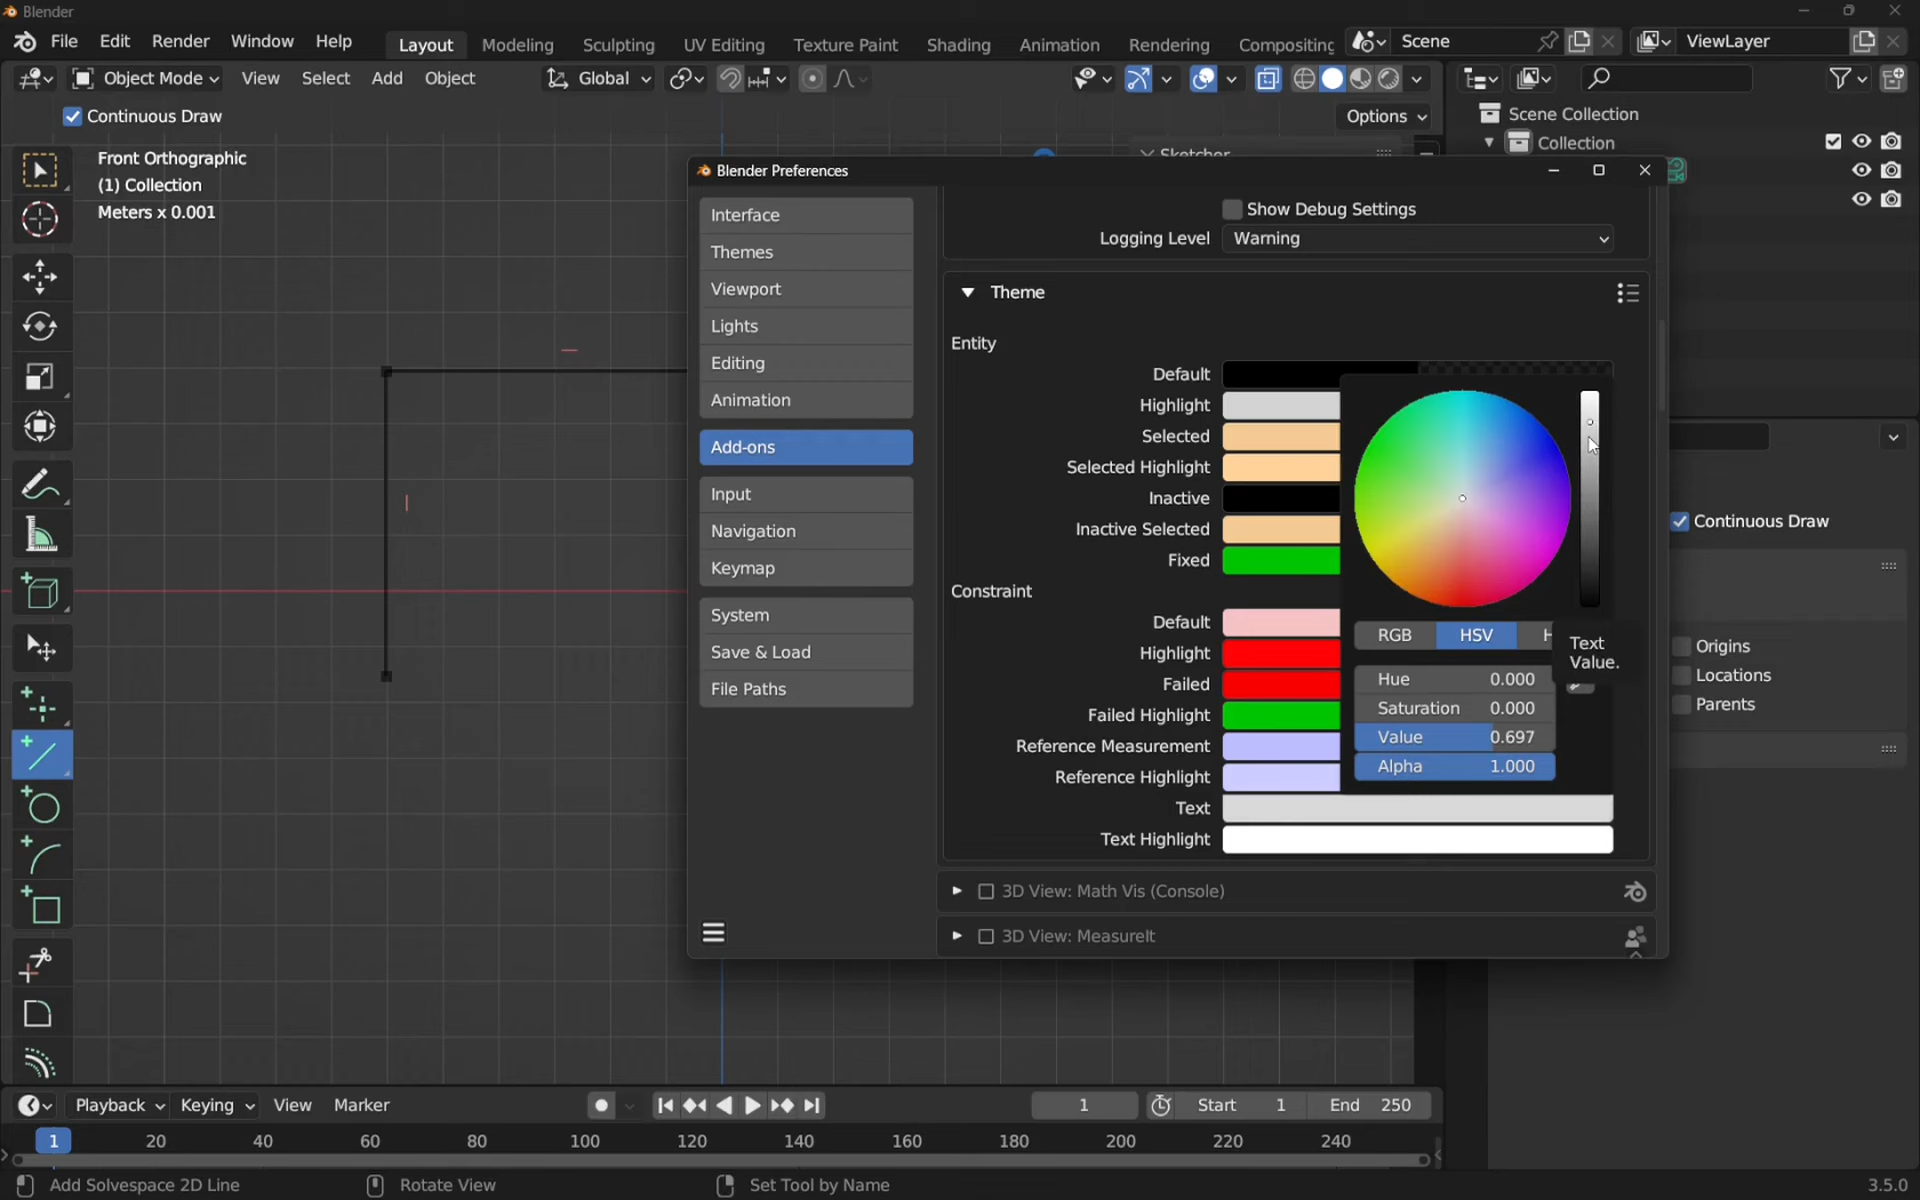 Blender
File Edit Render Window Help Layout Modeling Sculpting UV Editing Texture Paint Shading Animation Rendering Compositing Scene ViewLayer
Object Mode View Select Add Object Global
Continuous Draw Options
Front Orthographic
(1) Collection
Meters x 0.001
Scene Collection
Collection
Sketcher
Blender Preferences
Interface
Themes
Viewport
Lights
Editing
Animation
Add-ons
Input
Navigation
Keymap
System
Save & Load
File Paths
Show Debug Settings
Logging Level Warning
Theme
Entity
Default
Highlight
Selected
Selected Highlight
Inactive
Inactive Selected
Fixed
Constraint
Default
Highlight
Failed
Failed Highlight
Reference Measurement
Reference Highlight
Text
Text Highlight
RGB HSV H
Text
Value.
Hue 0.000
Saturation 0.000
Value 0.697
Alpha 1.000
3D View: Math Vis (Console)
3D View: MeasureIt
Continuous Draw
Origins
Locations
Parents
Playback Keying View Marker 1 Start 1 End 250
1 20 40 60 80 100 120 140 160 180 200 220 240
Add Solvespace 2D Line Rotate View Set Tool by Name 3.5.0